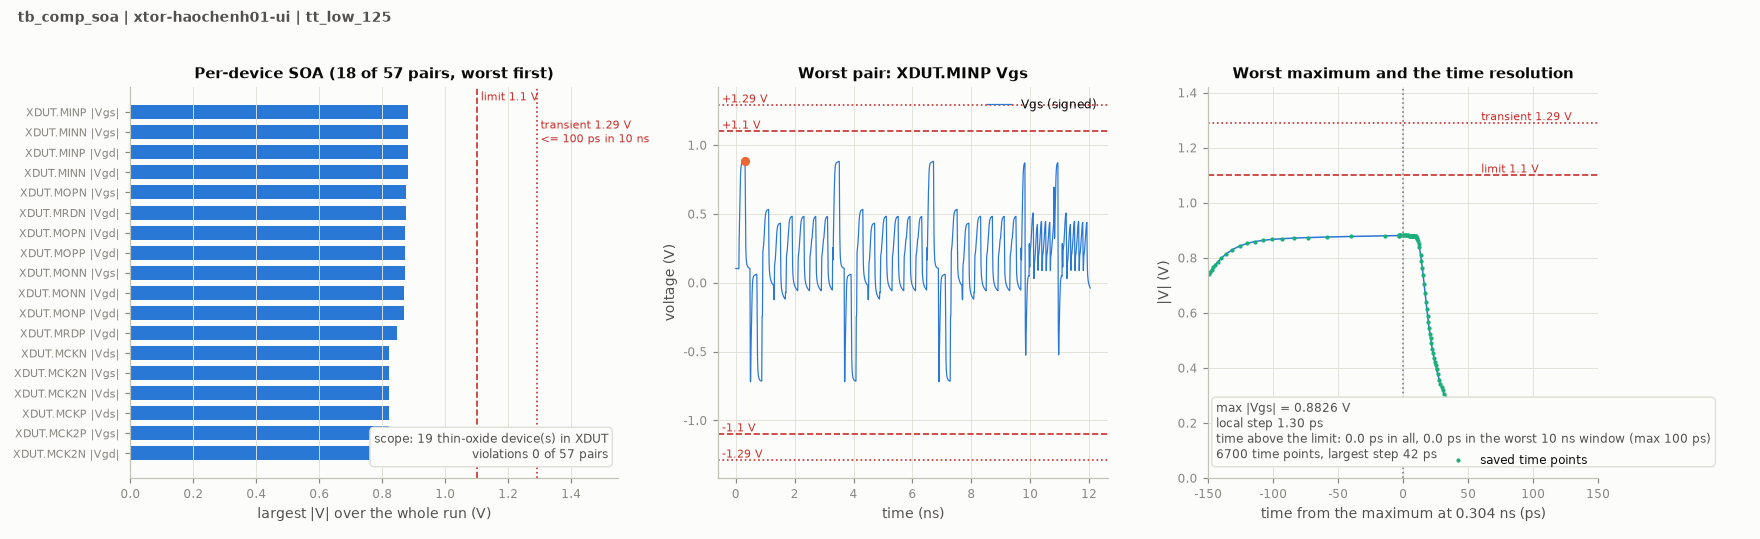 tb_comp_soa | xtor-haochenh01-ui | tt_low_125
Per-device SOA (18 of 57 pairs, worst first)
XDUT.MINP |Vgs|
XDUT.MINN |Vgs|
XDUT.MINP |Vgd|
XDUT.MINN |Vgd|
XDUT.MOPN |Vgs|
XDUT.MRDN |Vgd|
XDUT.MOPN |Vgd|
XDUT.MOPP |Vgd|
XDUT.MONN |Vgs|
XDUT.MONN |Vgd|
XDUT.MONP |Vgd|
XDUT.MRDP |Vgd|
XDUT.MCKN |Vds|
XDUT.MCK2N |Vgs|
XDUT.MCK2N |Vds|
XDUT.MCKP |Vds|
XDUT.MCK2P |Vgs|
XDUT.MCK2N |Vgd|
limit 1.1 V
transient 1.29 V
<= 100 ps in 10 ns
scope: 19 thin-oxide device(s) in XDUT
violations 0 of 57 pairs
0.0 0.2 0.4 0.6 0.8 1.0 1.2 1.4
largest |V| over the whole run (V)
Worst pair: XDUT.MINP Vgs
Vgs (signed)
+1.29 V
+1.1 V
-1.1 V
-1.29 V
1.0
0.5
0.0
-0.5
-1.0
voltage (V)
0 2 4 6 8 10 12
time (ns)
Worst maximum and the time resolution
transient 1.29 V
limit 1.1 V
1.4
1.2
1.0
0.8
0.6
0.4
0.2
0.0
|V| (V)
max |Vgs| = 0.8826 V
local step 1.30 ps
time above the limit: 0.0 ps in all, 0.0 ps in the worst 10 ns window (max 100 ps)
6700 time points, largest step 42 ps
saved time points
-150 -100 -50 0 50 100 150
time from the maximum at 0.304 ns (ps)